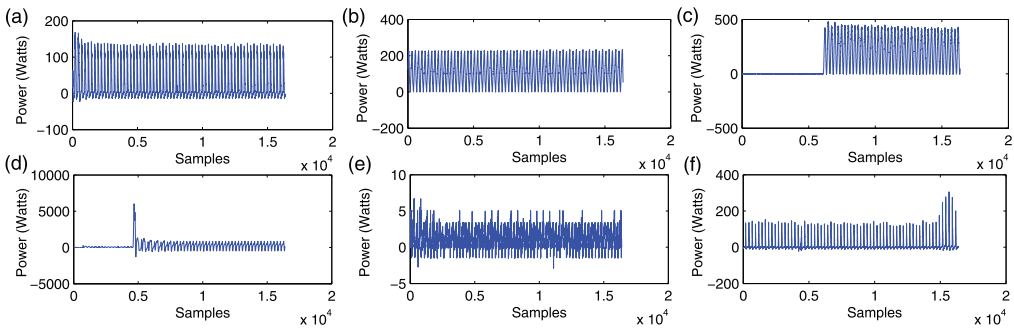 (a) (b) (c)
200 400 500
Power (Watts) Power (Watts) Power (Watts)
100 200
0 0 0
−100 −200 −500
0 0.5 1 1.5 2 0 0.5 1 1.5 2 0 0.5 1 1.5 2
Samples x 10^4 Samples x 10^4 Samples x 10^4
(d) (e) (f)
10000 10 400
Power (Watts) Power (Watts) Power (Watts)
5000 5 200
0 0 0
−5000 −5 −200
0 0.5 1 1.5 2 0 0.5 1 1.5 2 0 0.5 1 1.5 2
Samples x 10^4 Samples x 10^4 Samples x 10^4